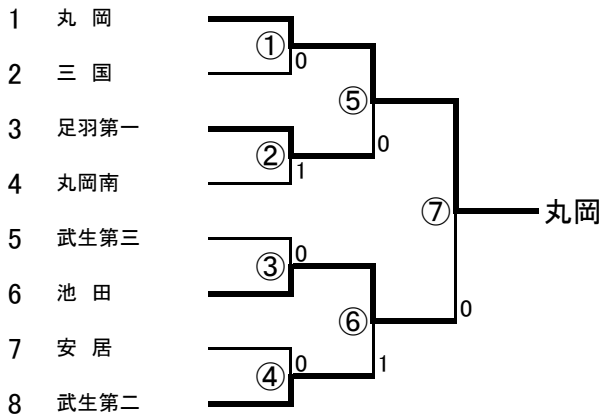 1 丸 岡
① 0
2 三 国
⑤
3 足羽第一
② 0
4 丸岡南 1
⑦ 丸岡
5 武生第三 0
③
6 池 田
⑥ 0
7 安 居
④ 0 1
8 武生第二